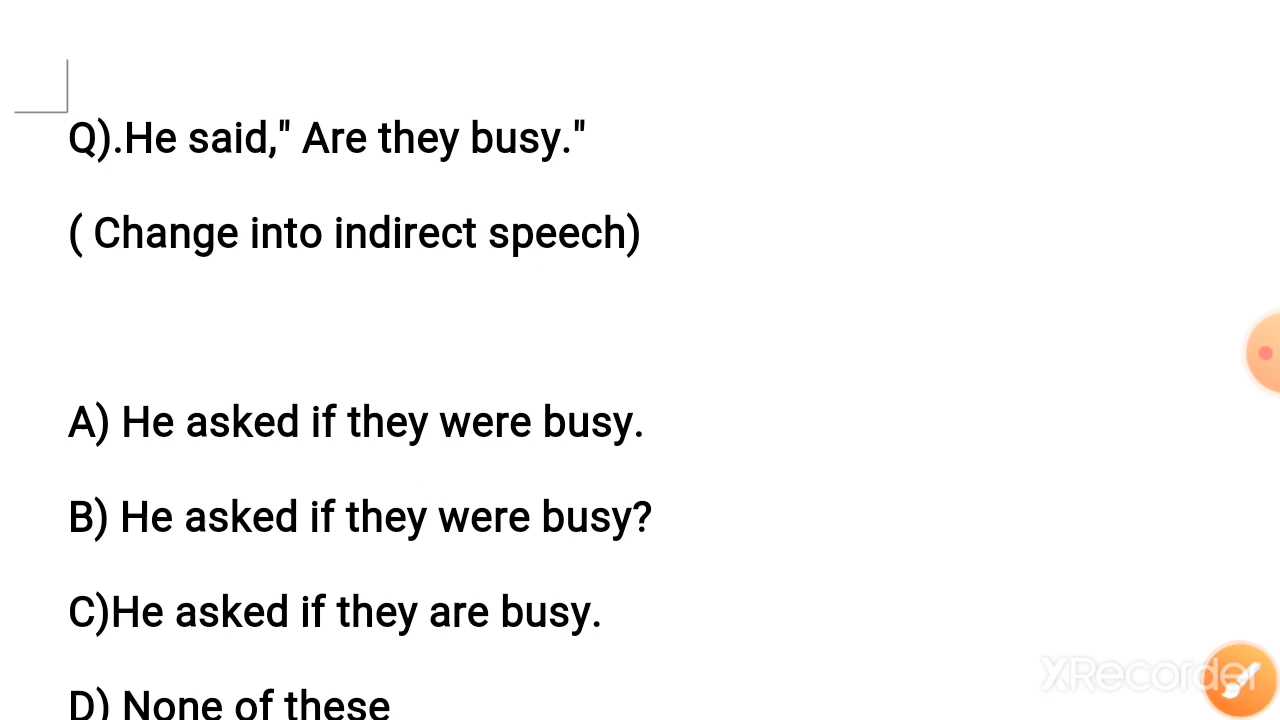 Q).He said," Are they busy."
( Change into indirect speech)
A) He asked if they were busy.
B) He asked if they were busy?
C)He asked if they are busy.
D) None of these
XRecorder